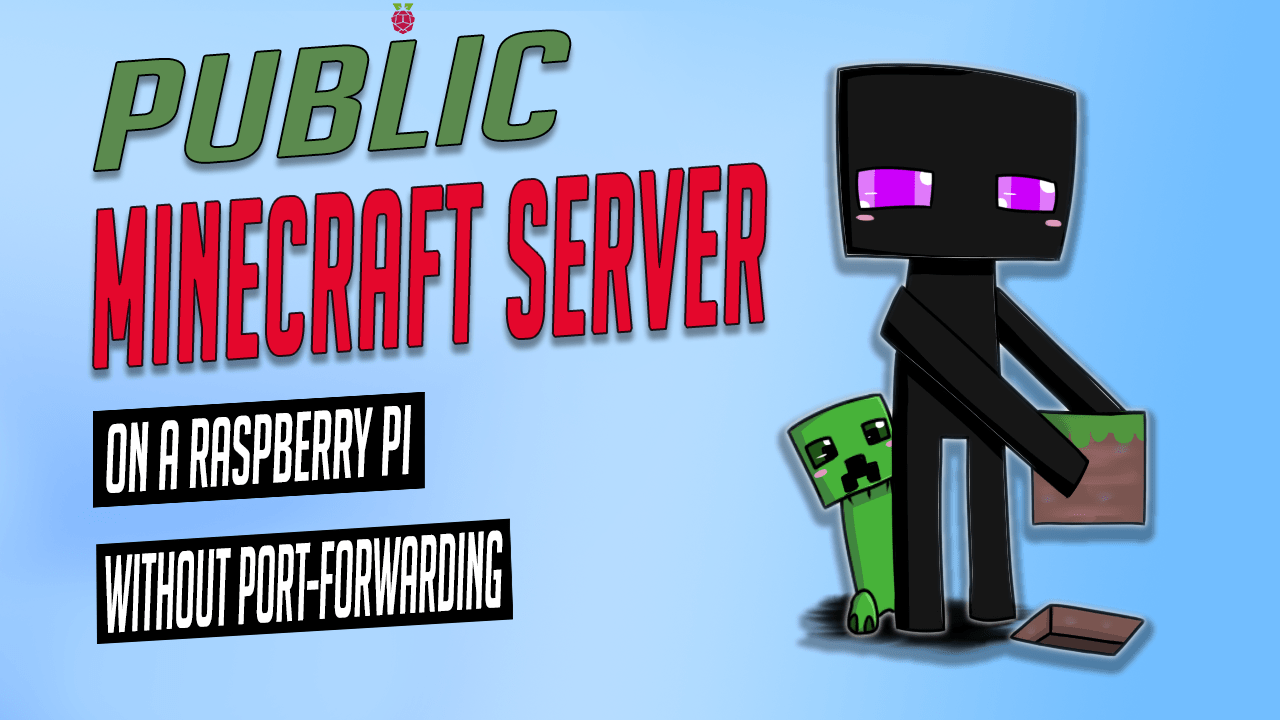 PUBLIC
MINECRAFT SERVER
ON A RASPBERRY PI
WITHOUT PORT-FORWARDING